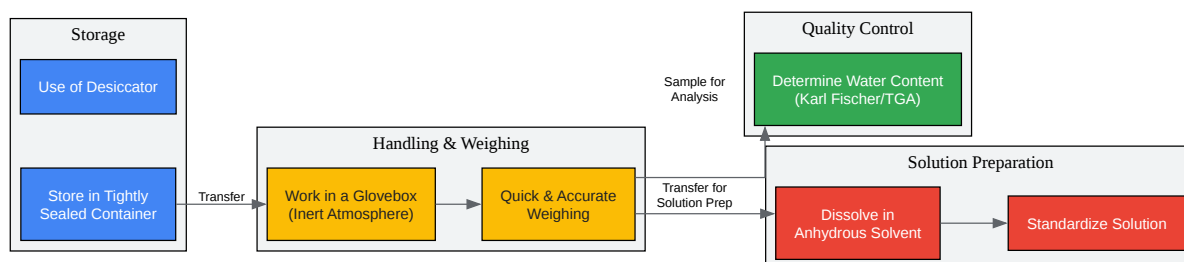 Storage
Use of Desiccator
Store in Tightly
Sealed Container
Transfer
Handling & Weighing
Work in a Glovebox
(Inert Atmosphere)
Quick & Accurate
Weighing
Sample for
Analysis
Transfer for
Solution Prep
Quality Control
Determine Water Content
(Karl Fischer/TGA)
Solution Preparation
Dissolve in
Anhydrous Solvent
Standardize Solution